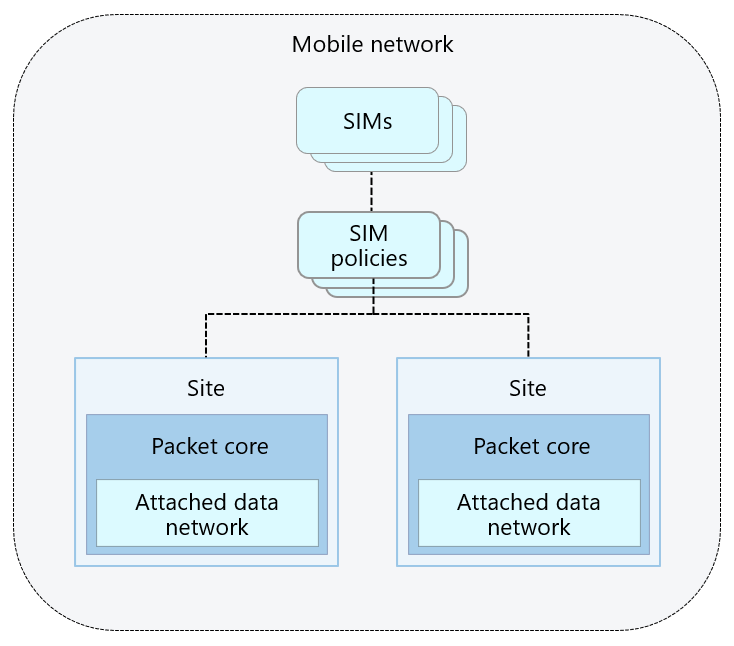 Mobile network
SIMs
SIM
policies
Site
Packet core
Attached data
network
Site
Packet core
Attached data
network